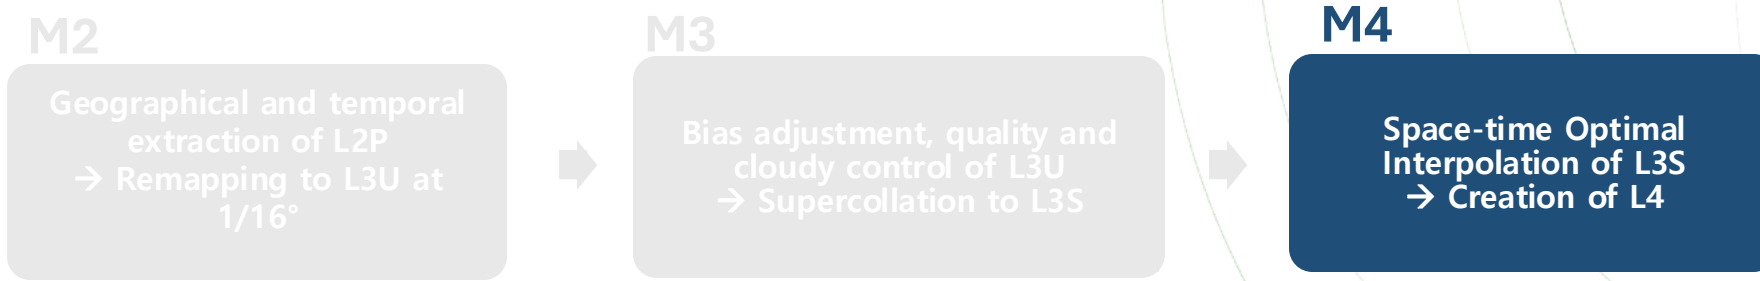 M2
Geographical and temporal
extraction of L2P
→ Remapping to L3U at
1/16°
M3
Bias adjustment, quality and
cloudy control of L3U
→ Supercollation to L3S
M4
Space-time Optimal
Interpolation of L3S
→ Creation of L4